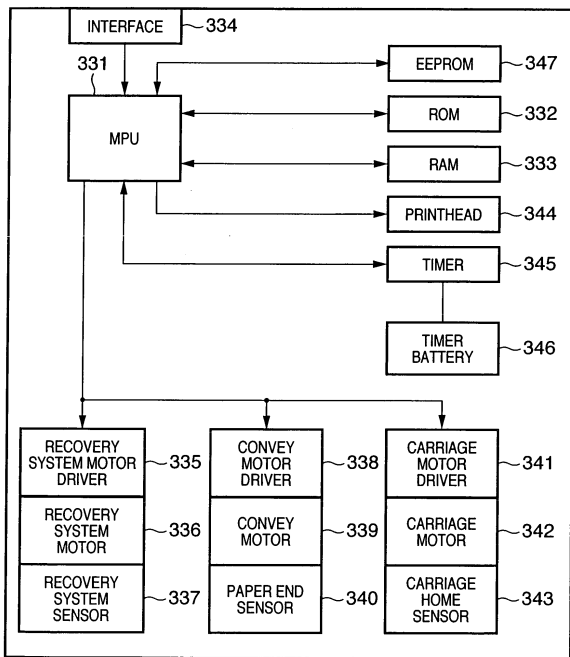 INTERFACE 334
331
MPU
EEPROM 347
ROM 332
RAM 333
PRINTHEAD 344
TIMER 345
TIMER
BATTERY 346
RECOVERY
SYSTEM MOTOR
DRIVER 335
RECOVERY
SYSTEM
MOTOR 336
RECOVERY
SYSTEM
SENSOR 337
CONVEY
MOTOR
DRIVER 338
CONVEY
MOTOR 339
PAPER END
SENSOR 340
CARRIAGE
MOTOR
DRIVER 341
CARRIAGE
MOTOR 342
CARRIAGE
HOME
SENSOR 343